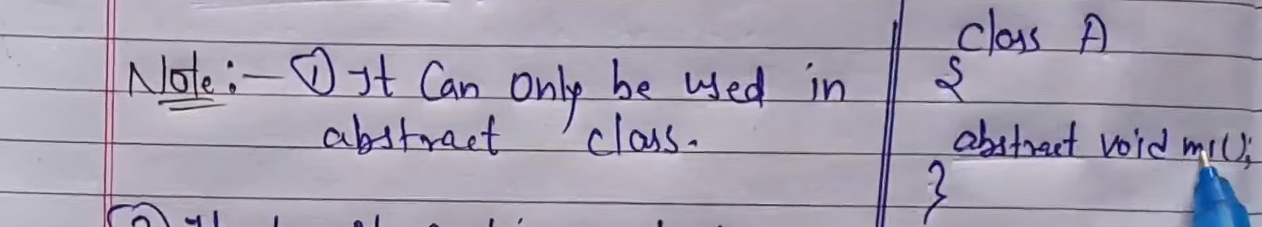 Note:- ① It Can only be used in
abstract class.
class A
{
abstract void m1();
}